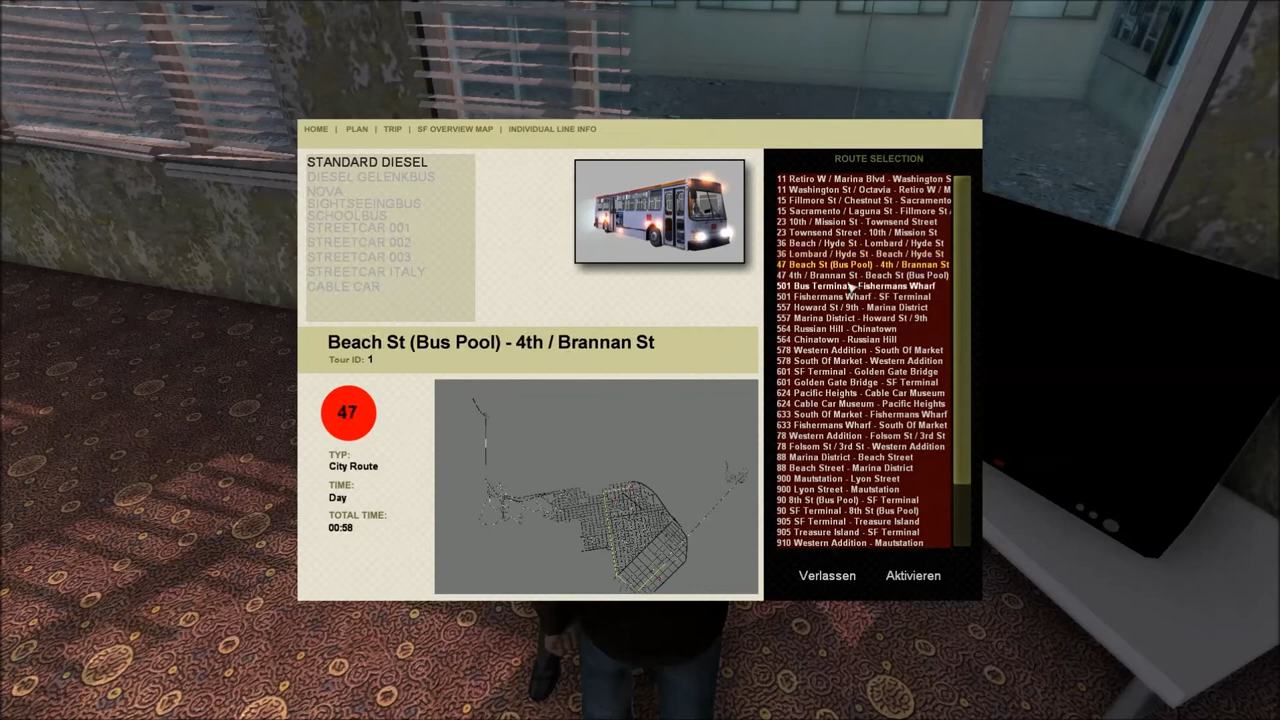 HOME | PLAN | TRIP | SF OVERVIEW MAP | INDIVIDUAL LINE INFO
STANDARD DIESEL
DIESEL GELENKBUS
NOVA
SIGHTSEEINGBUS
SCHOOLBUS
STREETCAR 001
STREETCAR 002
STREETCAR 003
STREETCAR ITALY
CABLE CAR
Beach St (Bus Pool) - 4th / Brannan St
Tour ID: 1
47
TYP:
City Route
TIME:
Day
TOTAL TIME:
00:58
ROUTE SELECTION
11 Retiro W / Marina Blvd - Washington S
11 Washington St / Octavia - Retiro W / M
15 Fillmore St / Chestnut St - Sacramento
15 Sacramento / Laguna St - Fillmore St /
23 10th / Mission St - Townsend Street
23 Townsend Street - 10th / Mission St
36 Beach / Hyde St - Lombard / Hyde St
36 Lombard / Hyde St - Beach / Hyde St
47 Beach St (Bus Pool) - 4th / Brannan St
47 4th / Brannan St - Beach St (Bus Pool)
501 Bus Terminal - Fishermans Wharf
501 Fishermans Wharf - SF Terminal
557 Howard St / 9th - Marina District
557 Marina District - Howard St / 9th
564 Russian Hill - Chinatown
564 Chinatown - Russian Hill
578 Western Addition - South Of Market
578 South Of Market - Western Addition
601 SF Terminal - Golden Gate Bridge
601 Golden Gate Bridge - SF Terminal
624 Pacific Heights - Cable Car Museum
624 Cable Car Museum - Pacific Heights
633 South Of Market - Fishermans Wharf
633 Fishermans Wharf - South Of Market
78 Western Addition - Folsom St / 3rd St
78 Folsom St / 3rd St - Western Addition
88 Marina District - Beach Street
88 Beach Street - Marina District
900 Mautstation - Lyon Street
900 Lyon Street - Mautstation
90 8th St (Bus Pool) - SF Terminal
90 SF Terminal - 8th St (Bus Pool)
905 SF Terminal - Treasure Island
905 Treasure Island - SF Terminal
910 Western Addition - Mautstation
Verlassen Aktivieren